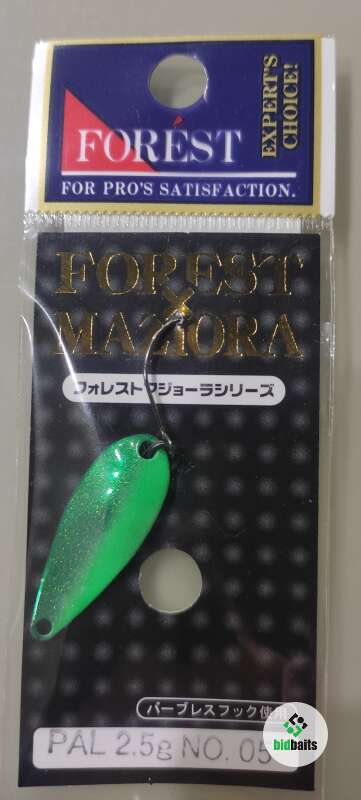 FORÉST
EXPERT'S
CHOICE!
FOR PRO'S SATISFACTION.
FOREST
X
MAZIORA
フォレストマジョーラシリーズ
バーブレスフック使用
PAL 2.5g NO. 05
bidbaits